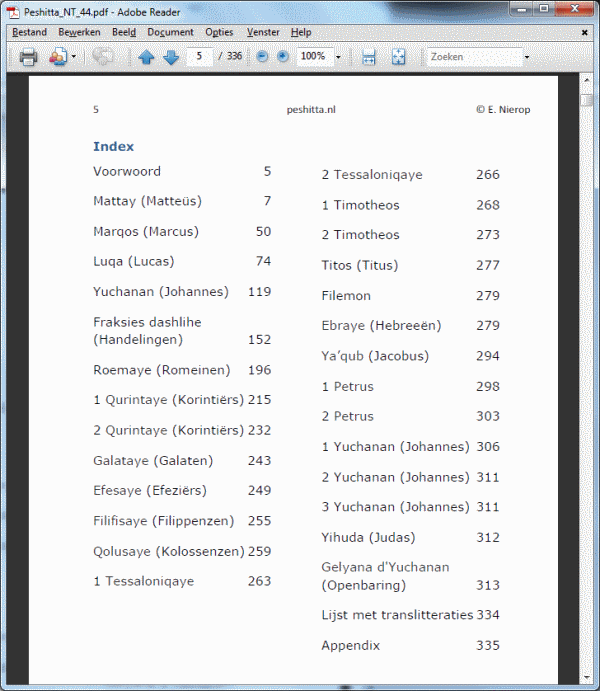 Peshitta_NT_44.pdf - Adobe Reader
Bestand Bewerken Beeld Document Opties Venster Help
5 / 336 100% Zoeken
5 peshitta.nl © E. Nierop
Index
Voorwoord 5
Mattay (Matteüs) 7
Marqos (Marcus) 50
Luqa (Lucas) 74
Yuchanan (Johannes) 119
Fraksies dashlihe
(Handelingen) 152
Roemaye (Romeinen) 196
1 Qurintaye (Korintiërs) 215
2 Qurintaye (Korintiërs) 232
Galataye (Galaten) 243
Efesaye (Efeziërs) 249
Filifisaye (Filippenzen) 255
Qolusaye (Kolossenzen) 259
1 Tessaloniqaye 263
2 Tessaloniqaye 266
1 Timotheos 268
2 Timotheos 273
Titos (Titus) 277
Filemon 279
Ebraye (Hebreeën) 279
Ya’qub (Jacobus) 294
1 Petrus 298
2 Petrus 303
1 Yuchanan (Johannes) 306
2 Yuchanan (Johannes) 311
3 Yuchanan (Johannes) 311
Yihuda (Judas) 312
Gelyana d’Yuchanan
(Openbaring) 313
Lijst met translitteraties 334
Appendix 335